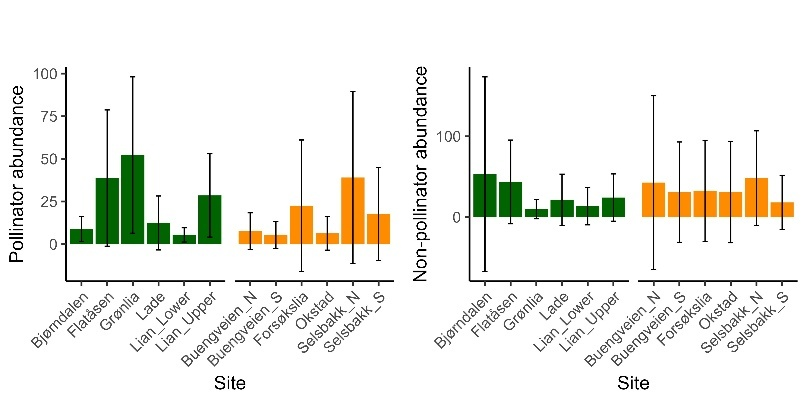 Pollinator abundance
100
75
50
25
0
Bjørndalen
Flatåsen
Grønlia
Lade
Lian_Lower
Lian_Upper
Buengveien_N
Buengveien_S
Forsøkslia
Okstad
Selsbakk_N
Selsbakk_S
Site
Non-pollinator abundance
100
0
Bjørndalen
Flatåsen
Grønlia
Lade
Lian_Lower
Lian_Upper
Buengveien_N
Buengveien_S
Forsøkslia
Okstad
Selsbakk_N
Selsbakk_S
Site